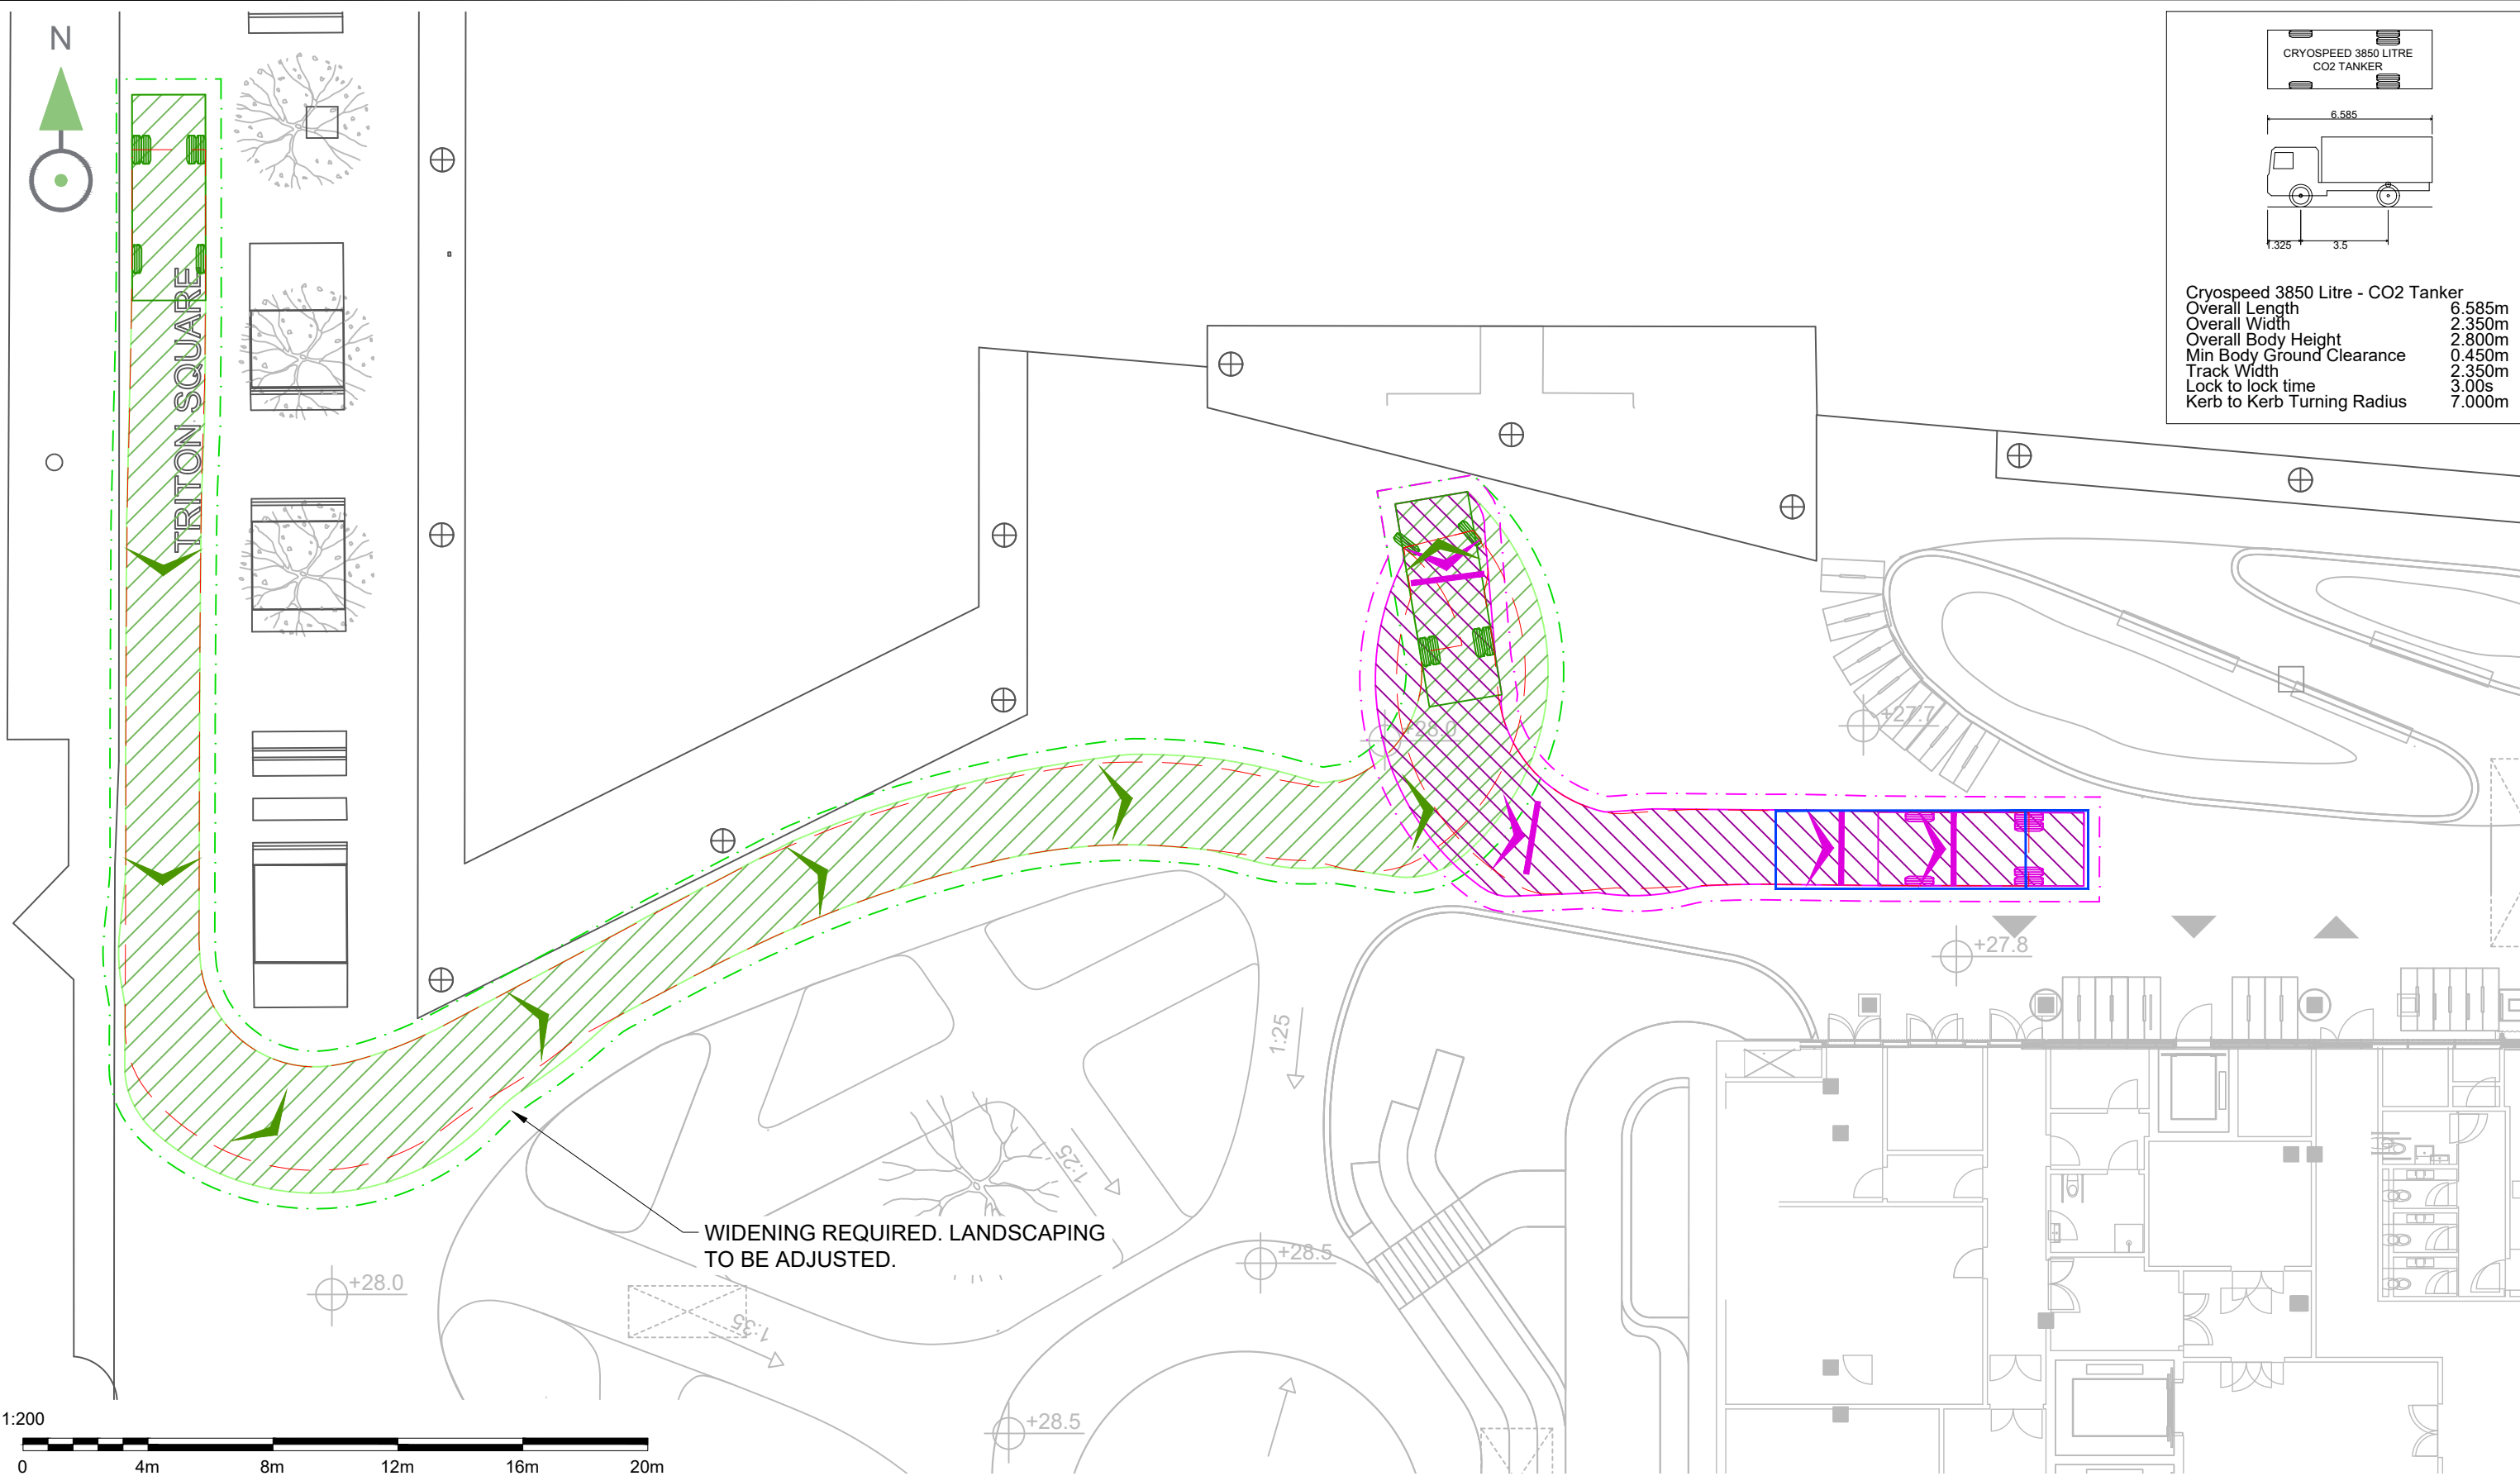 N
CRYOSPEED 3850 LITRE
CO2 TANKER
6.585
1.325
3.5
Cryospeed 3850 Litre - CO2 Tanker
Overall Length 6.585m
Overall Width 2.350m
Overall Body Height 2.800m
Min Body Ground Clearance 0.450m
Track Width 2.350m
Lock to lock time 3.00s
Kerb to Kerb Turning Radius 7.000m
TRITON SQUARE
+28.0
+27.7
+27.8
1:25
1:25
WIDENING REQUIRED. LANDSCAPING
TO BE ADJUSTED.
+28.5
+28.0
1:35
+28.5
1:200
0 4m 8m 12m 16m 20m